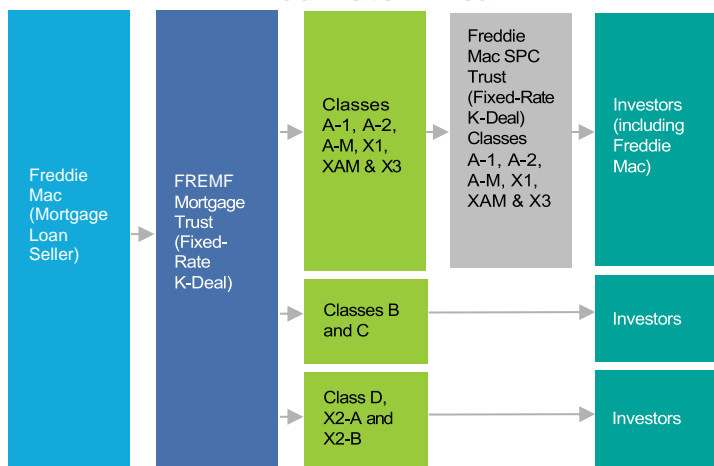 Freddie
Mac
(Mortgage
Loan
Seller)
FREMF
Mortgage
Trust
(Fixed-
Rate
K-Deal)
Classes
A-1, A-2,
A-M, X1,
XAM & X3
Freddie
Mac SPC
Trust
(Fixed-Rate
K-Deal)
Classes
A-1, A-2,
A-M, X1,
XAM & X3
Investors
(including
Freddie
Mac)
Classes B
and C
Investors
Class D,
X2-A and
X2-B
Investors